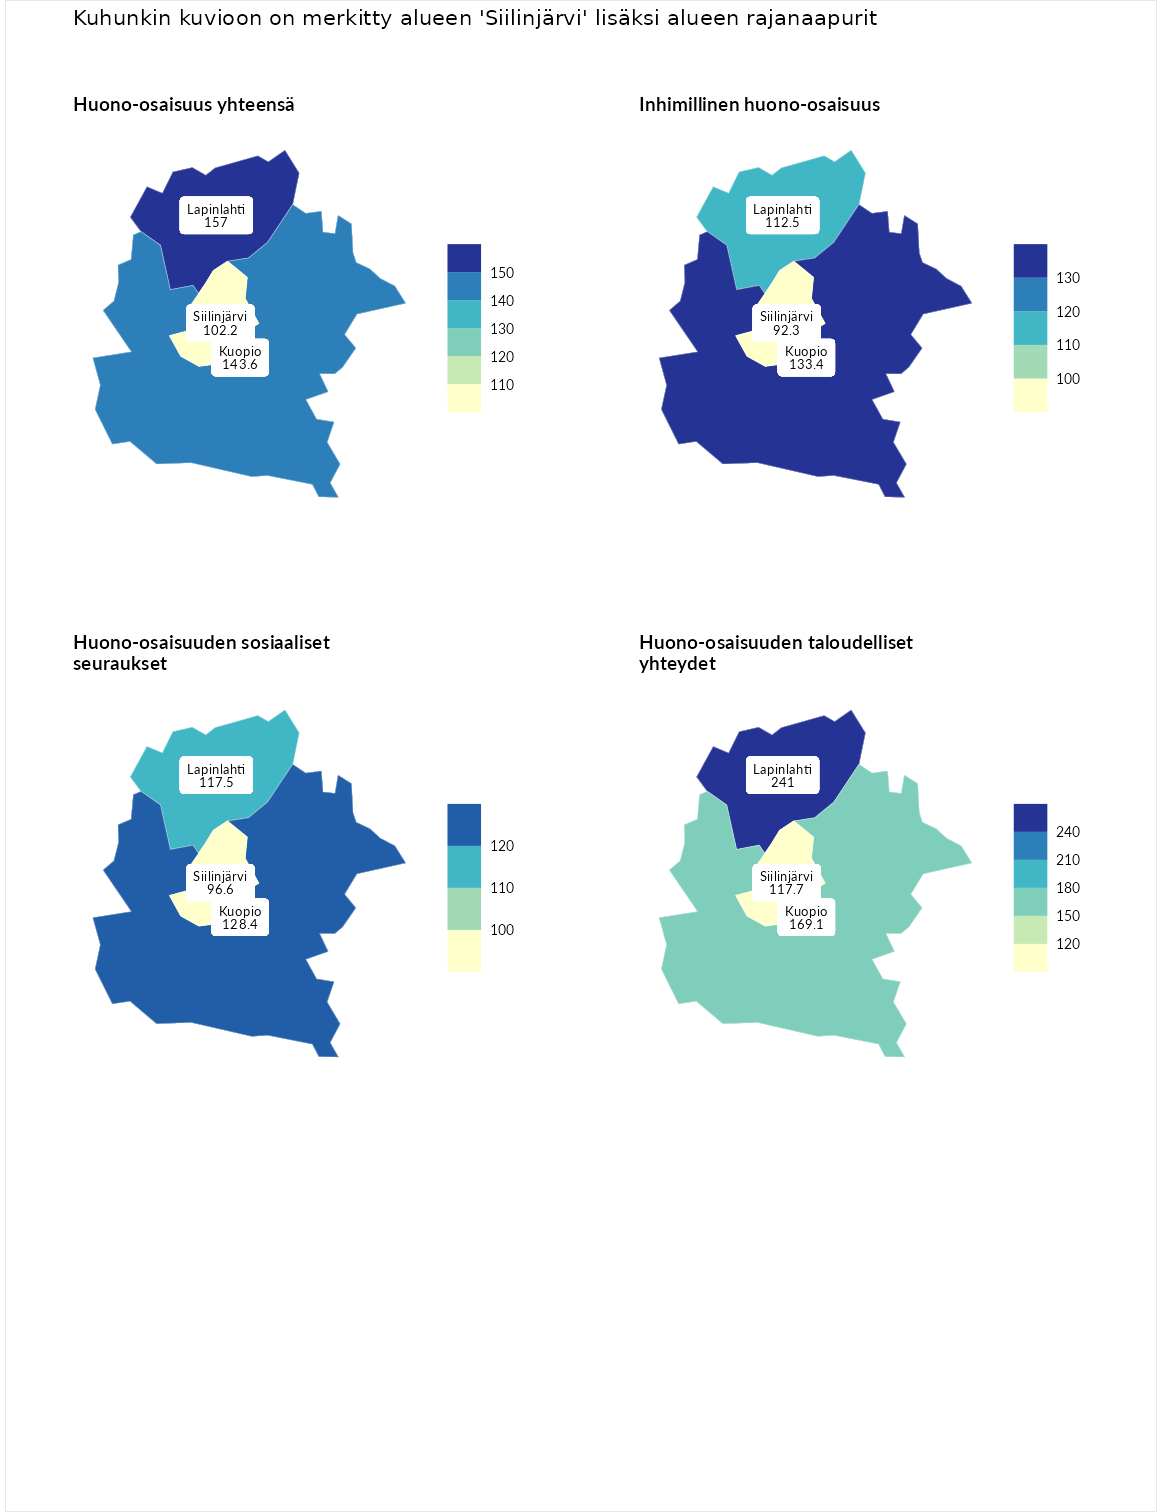 Kuhunkin kuvioon on merkitty alueen 'Siilinjärvi' lisäksi alueen rajanaapurit
Huono-osaisuus yhteensä
Lapinlahti
157
Siilinjärvi
102.2
Kuopio
143.6
150
140
130
120
110
Inhimillinen huono-osaisuus
Lapinlahti
112.5
Siilinjärvi
92.3
Kuopio
133.4
130
120
110
100
Huono-osaisuuden sosiaaliset
seuraukset
Lapinlahti
117.5
Siilinjärvi
96.6
Kuopio
128.4
120
110
100
Huono-osaisuuden taloudelliset
yhteydet
Lapinlahti
241
Siilinjärvi
117.7
Kuopio
169.1
240
210
180
150
120